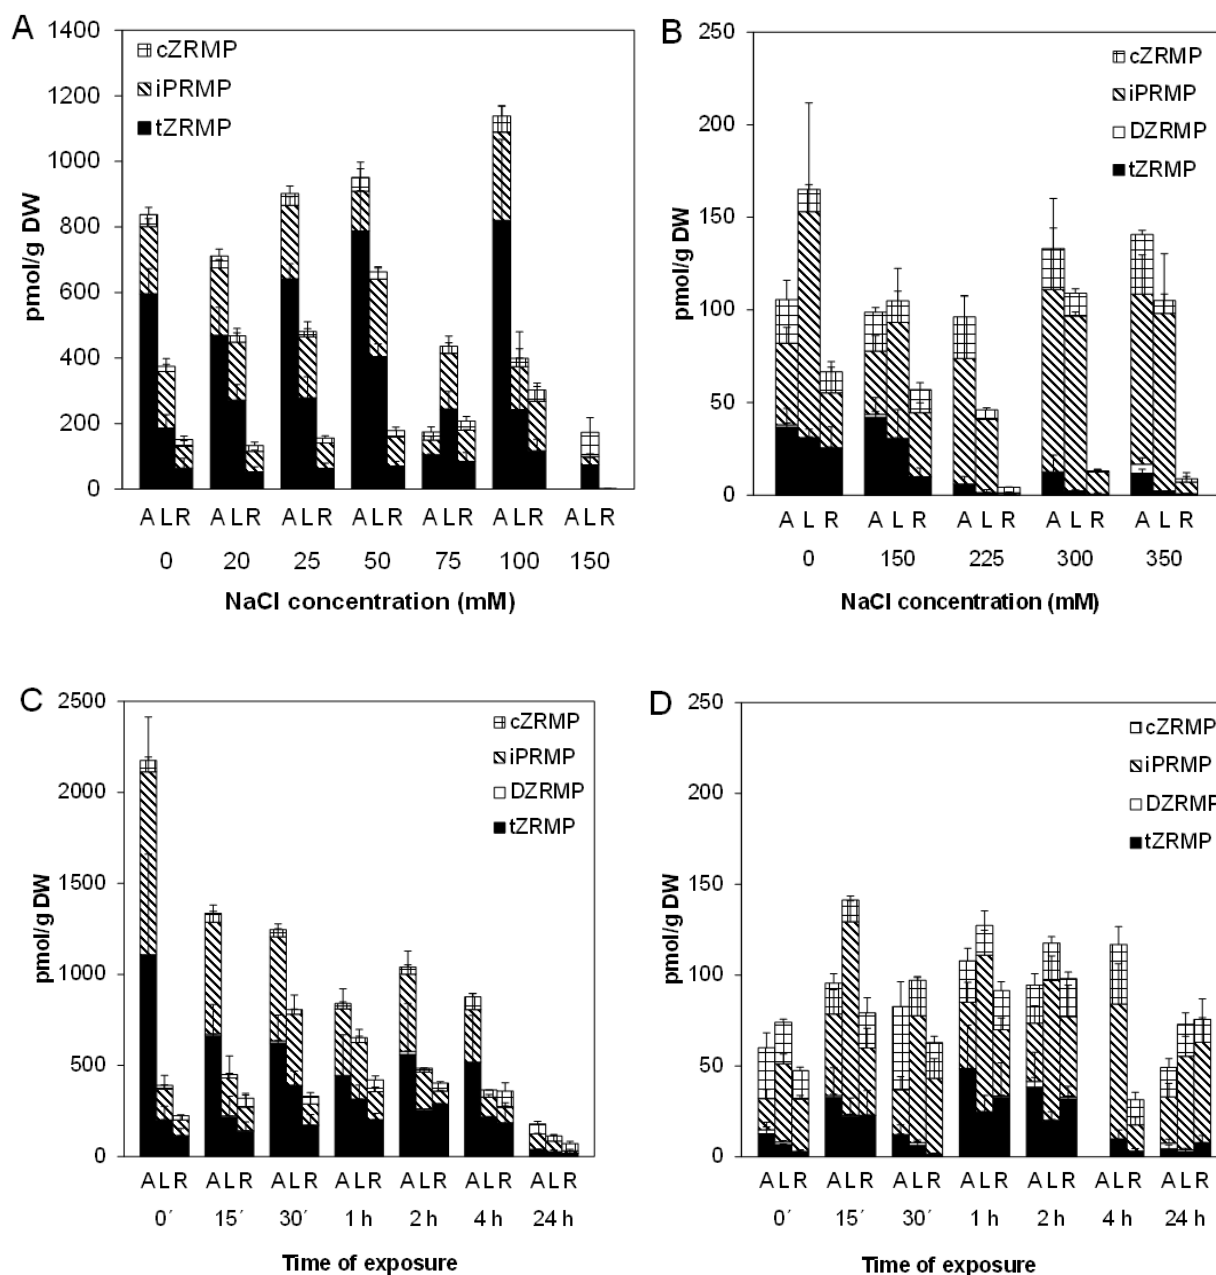 A
1400
1200
1000
800
600
400
200
0
pmol/g DW
cZRMP
iPRMP
tZRMP
A L R A L R A L R A L R A L R A L R A L R
0 20 25 50 75 100 150
NaCl concentration (mM)
B
250
200
150
100
50
0
pmol/g DW
cZRMP
iPRMP
DZRMP
tZRMP
A L R A L R A L R A L R A L R
0 150 225 300 350
NaCl concentration (mM)
C
2500
2000
1500
1000
500
0
pmol/g DW
cZRMP
iPRMP
DZRMP
tZRMP
A L R A L R A L R A L R A L R A L R A L R
0´ 15´ 30´ 1 h 2 h 4 h 24 h
Time of exposure
D
250
200
150
100
50
0
pmol/g DW
cZRMP
iPRMP
DZRMP
tZRMP
A L R A L R A L R A L R A L R A L R A L R
0´ 15´ 30´ 1 h 2 h 4 h 24 h
Time of exposure